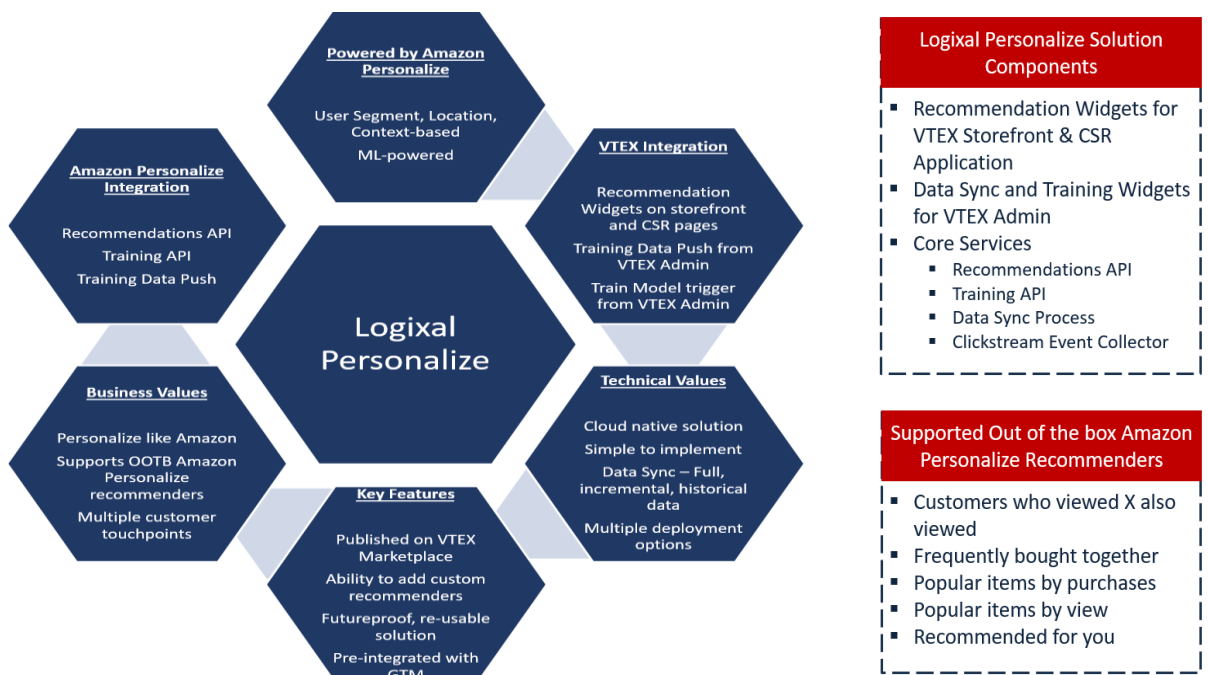 Powered by Amazon
Personalize
User Segment, Location,
Context-based
ML-powered
VTEX Integration
Recommendation
Widgets on storefront
and CSR pages
Training Data Push from
VTEX Admin
Train Model trigger
from VTEX Admin
Technical Values
Cloud native solution
Simple to implement
Data Sync – Full,
incremental, historical
data
Multiple deployment
options
Key Features
Published on VTEX
Marketplace
Ability to add custom
recommenders
Futureproof, re-usable
solution
Pre-integrated with
GTM
Business Values
Personalize like Amazon
Supports OOTB Amazon
Personalize
recommenders
Multiple customer
touchpoints
Amazon Personalize
Integration
Recommendations API
Training API
Training Data Push
Logixal
Personalize
Logixal Personalize Solution
Components
▪ Recommendation Widgets for
VTEX Storefront & CSR
Application
▪ Data Sync and Training Widgets
for VTEX Admin
▪ Core Services
▪ Recommendations API
▪ Training API
▪ Data Sync Process
▪ Clickstream Event Collector
Supported Out of the box Amazon
Personalize Recommenders
▪ Customers who viewed X also
viewed
▪ Frequently bought together
▪ Popular items by purchases
▪ Popular items by view
▪ Recommended for you